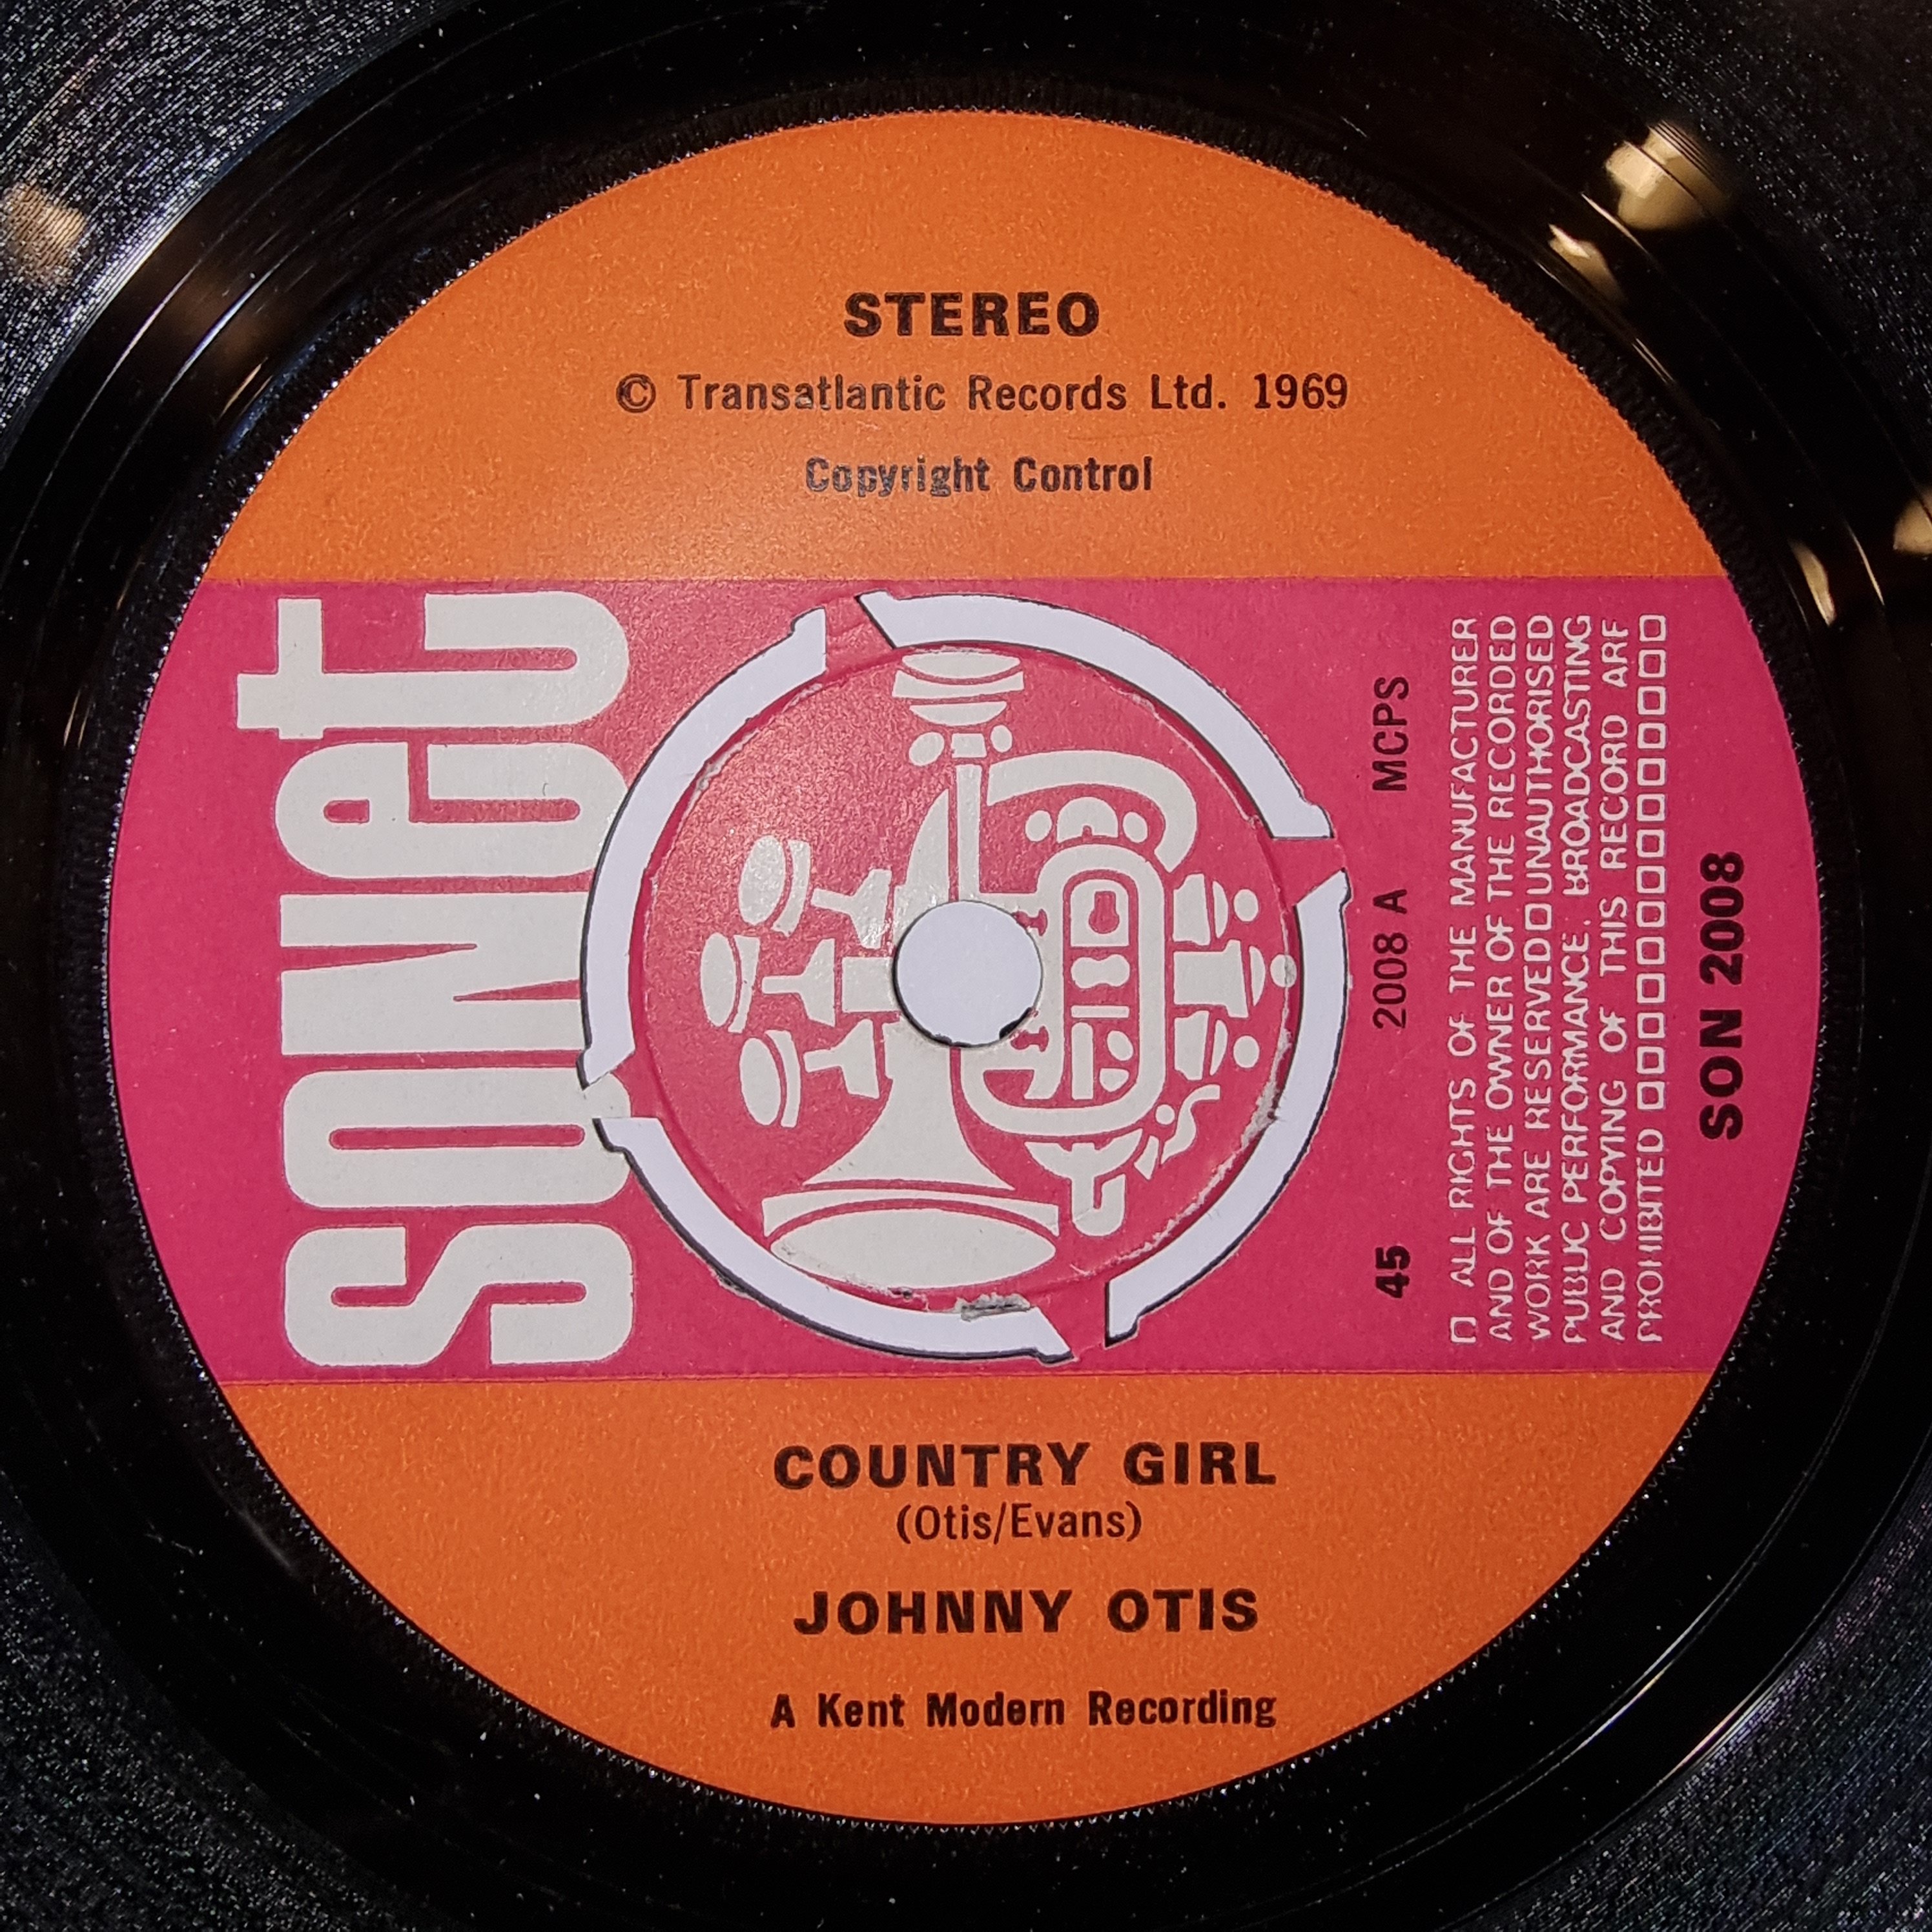 STEREO
© Transatlantic Records Ltd. 1969
Copyright Control
soNet
45 2008 A MCPS
□ ALL RIGHTS OF THE MANUFACTURER
AND OF THE OWNER OF THE RECORDED
WORK ARE RESERVED □ UNAUTHORISED
PUBLIC PERFORMANCE. BROADCASTING
AND COPYING OF THIS RECORD ARE
PROHIBITED □□□□□□□□□□□□□
SON 2008
COUNTRY GIRL
(Otis/Evans)
JOHNNY OTIS
A Kent Modern Recording